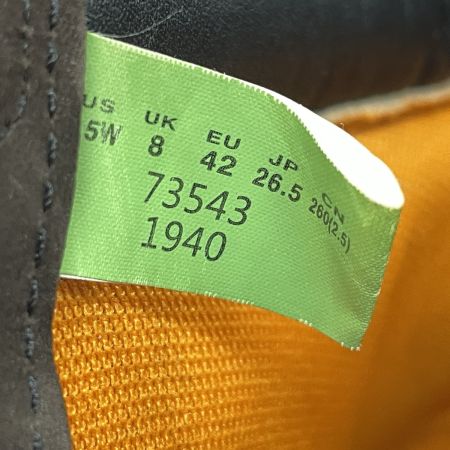 US UK EU JP CN
5W 8 42 26.5 260(2.5)
73543
1940